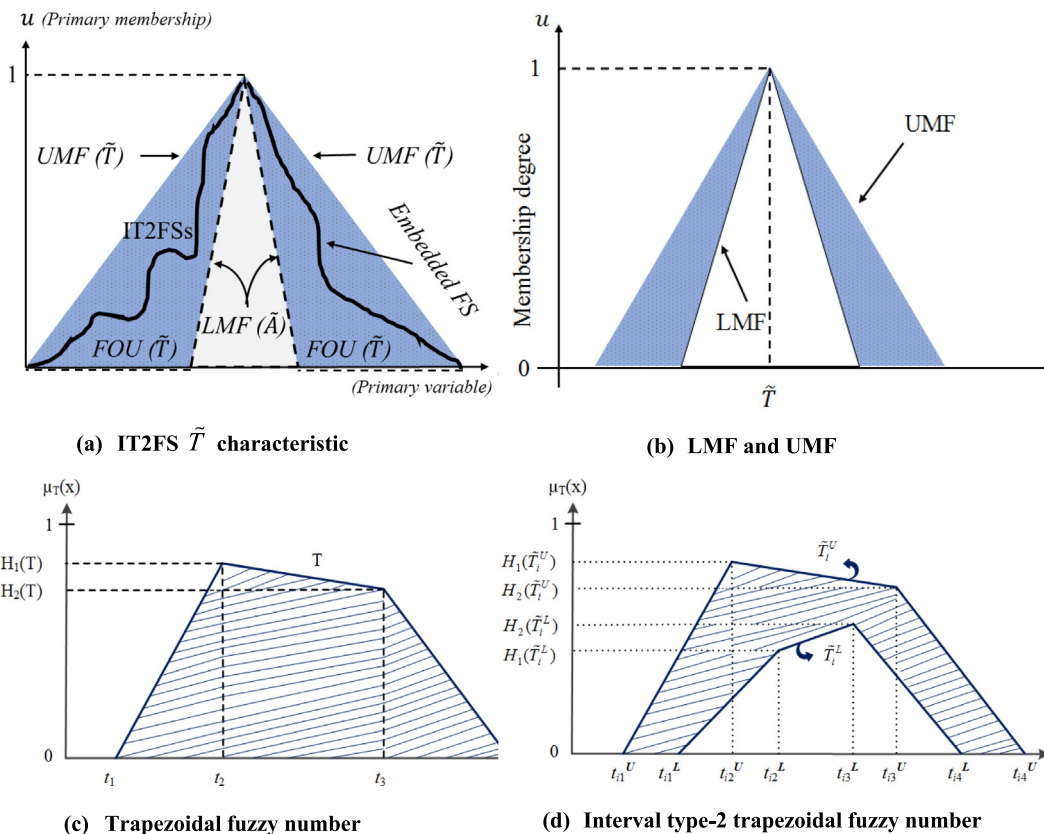 u (Primary membership)
1
UMF (T̃)
UMF (T̃)
IT2FSs
Embedded FS
LMF (Ã)
FOU (T̃)
FOU (T̃)
(Primary variable)
(a) IT2FS T̃ characteristic
u
1
Membership degree
UMF
LMF
0
T̃
(b) LMF and UMF
μT(x)
1
H₁(T)
T
H₂(T)
0
t₁
t₂
t₃
(c) Trapezoidal fuzzy number
μT(x)
1
H₁(T̃ᵢᵁ)
T̃ᵢᵁ
H₂(T̃ᵢᵁ)
H₂(T̃ᵢᴸ)
H₁(T̃ᵢᴸ)
T̃ᵢᴸ
0
tᵢ₁ᵁ tᵢ₁ᴸ tᵢ₂ᵁ tᵢ₂ᴸ tᵢ₃ᴸ tᵢ₃ᵁ tᵢ₄ᴸ tᵢ₄ᵁ
(d) Interval type-2 trapezoidal fuzzy number